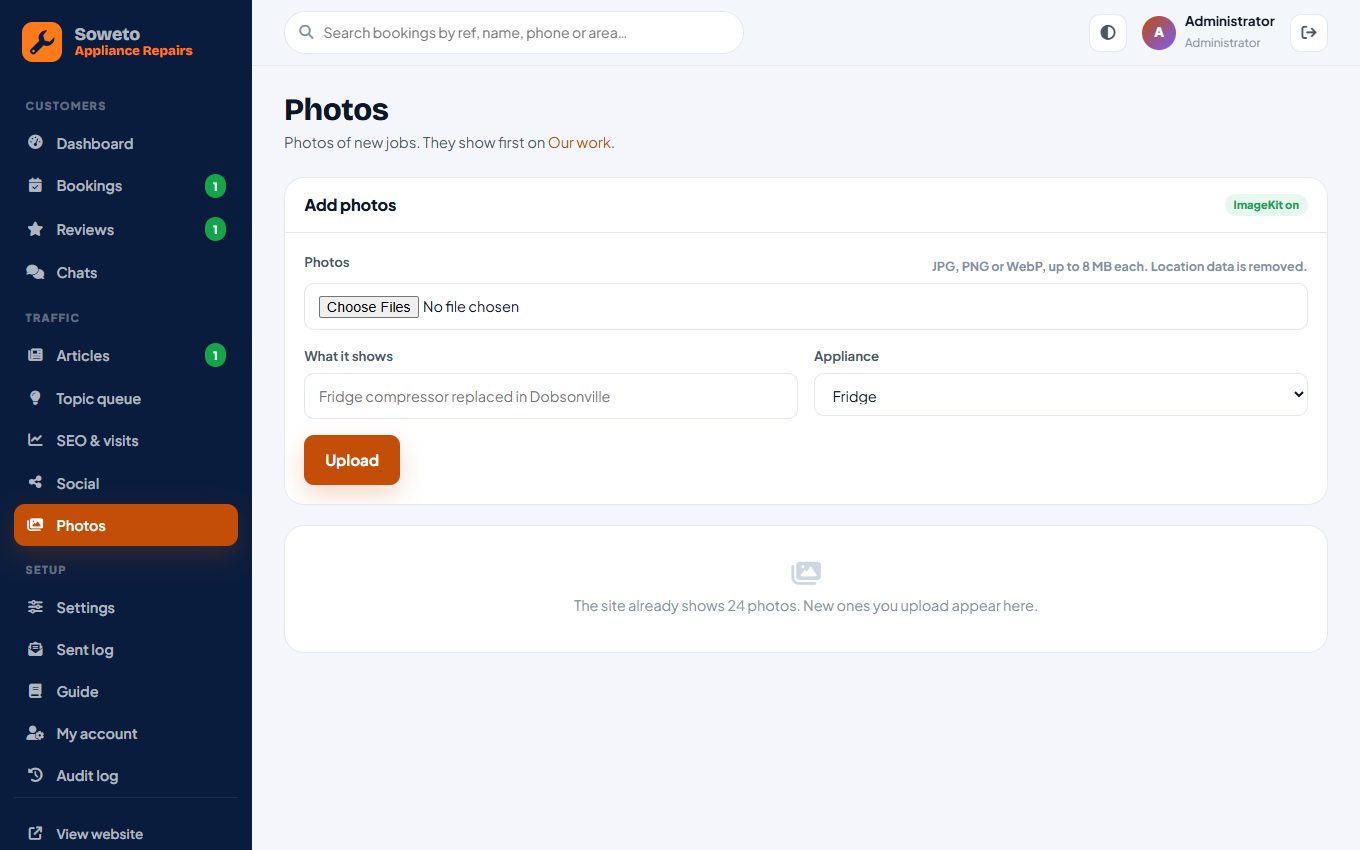 Soweto
Appliance Repairs
CUSTOMERS
Dashboard
Bookings 1
Reviews 1
Chats
TRAFFIC
Articles 1
Topic queue
SEO & visits
Social
Photos
SETUP
Settings
Sent log
Guide
My account
Audit log
View website
Search bookings by ref, name, phone or area...
A
Administrator
Administrator
Photos
Photos of new jobs. They show first on Our work.
Add photos
ImageKit on
Photos
JPG, PNG or WebP, up to 8 MB each. Location data is removed.
Choose Files No file chosen
What it shows
Appliance
Fridge compressor replaced in Dobsonville
Fridge
Upload
The site already shows 24 photos. New ones you upload appear here.